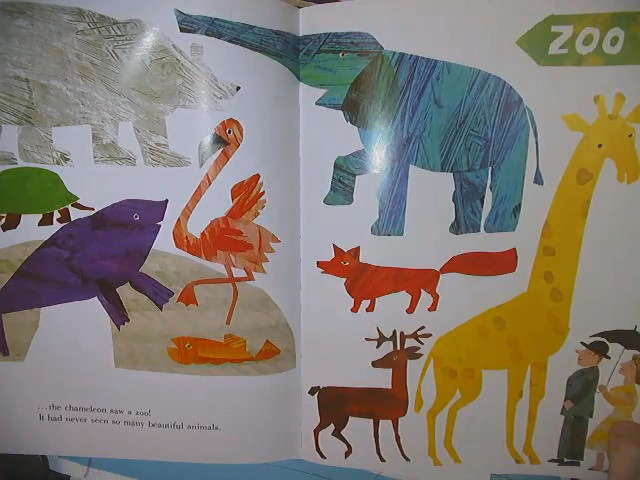 ZOO
...the chameleon saw a zoo!
It had never seen so many beautiful animals.